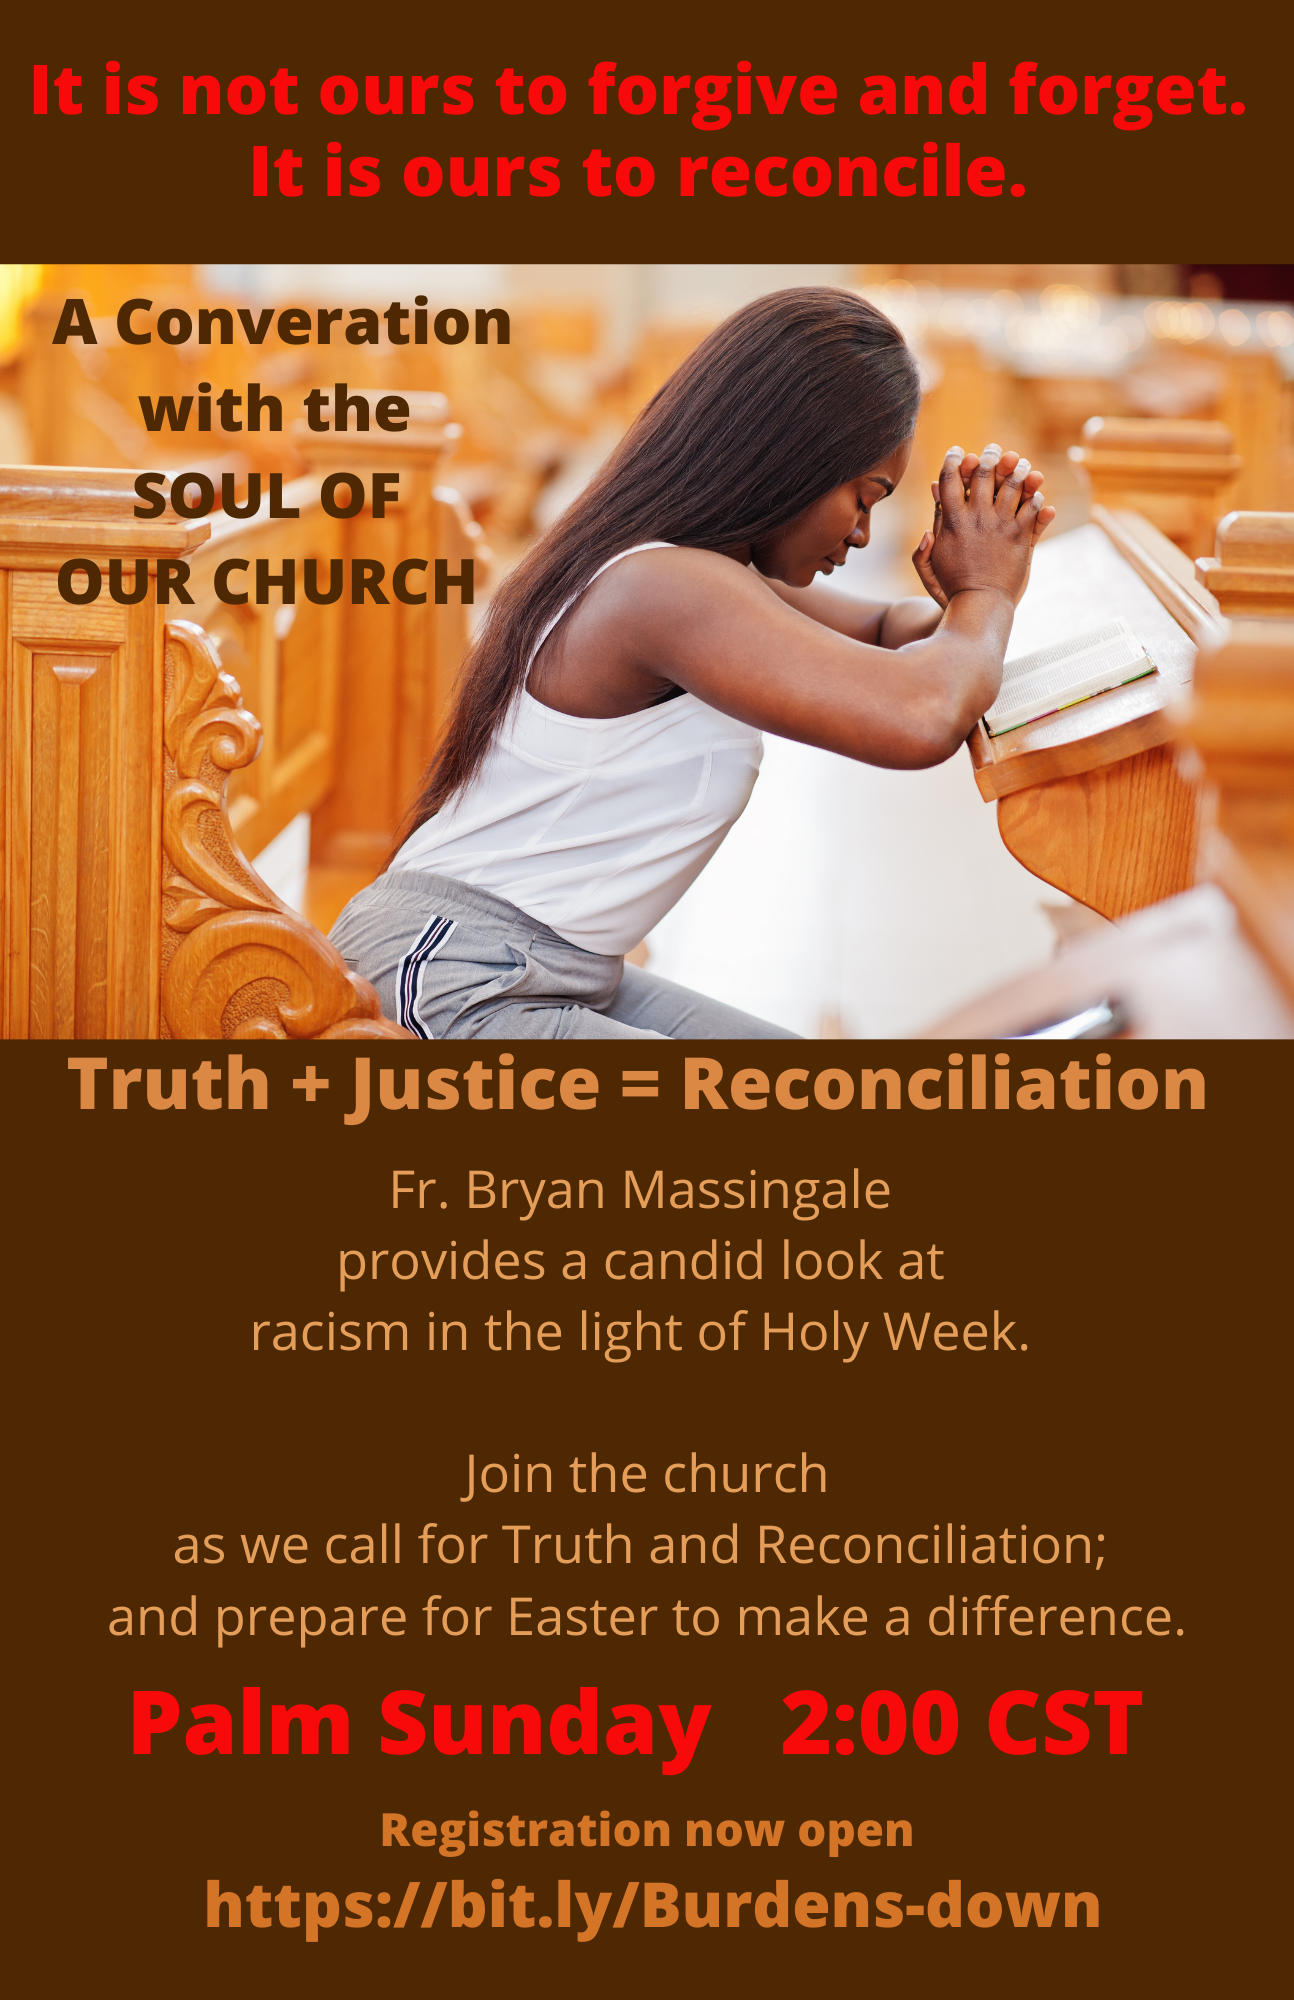 It is not ours to forgive and forget.
It is ours to reconcile.
A Converation
with the
SOUL OF
OUR CHURCH
Truth + Justice = Reconciliation
Fr. Bryan Massingale
provides a candid look at
racism in the light of Holy Week.
Join the church
as we call for Truth and Reconciliation;
and prepare for Easter to make a difference.
Palm Sunday 2:00 CST
Registration now open
https://bit.ly/Burdens-down